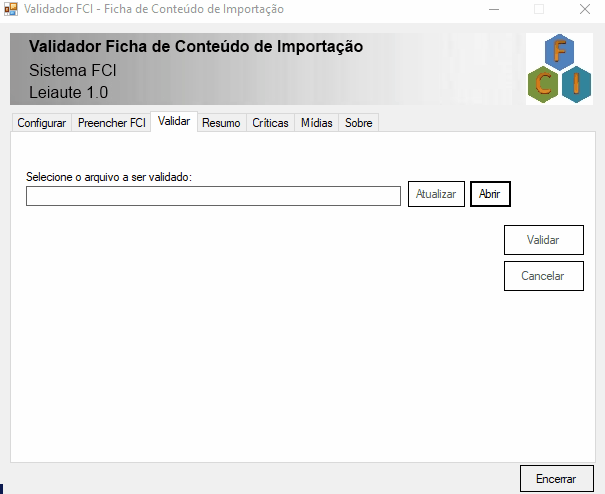 Validador FCI - Ficha de Conteúdo de Importação
Validador Ficha de Conteúdo de Importação
Sistema FCI
Leiaute 1.0
F
C I
Configurar Preencher FCI Validar Resumo Críticas Mídias Sobre
Selecione o arquivo a ser validado:
Atualizar Abrir
Validar
Cancelar
Encerrar